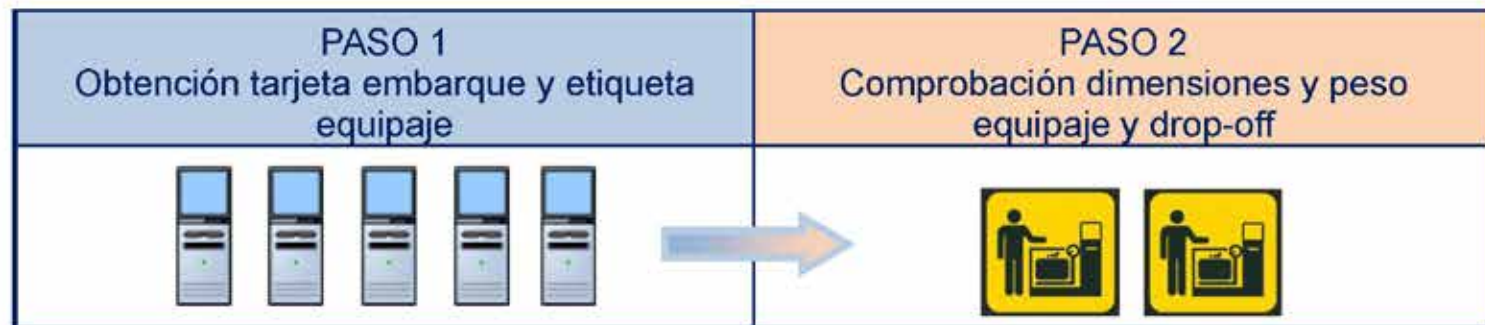 PASO 1
Obtención tarjeta embarque y etiqueta
equipaje
PASO 2
Comprobación dimensiones y peso
equipaje y drop-off